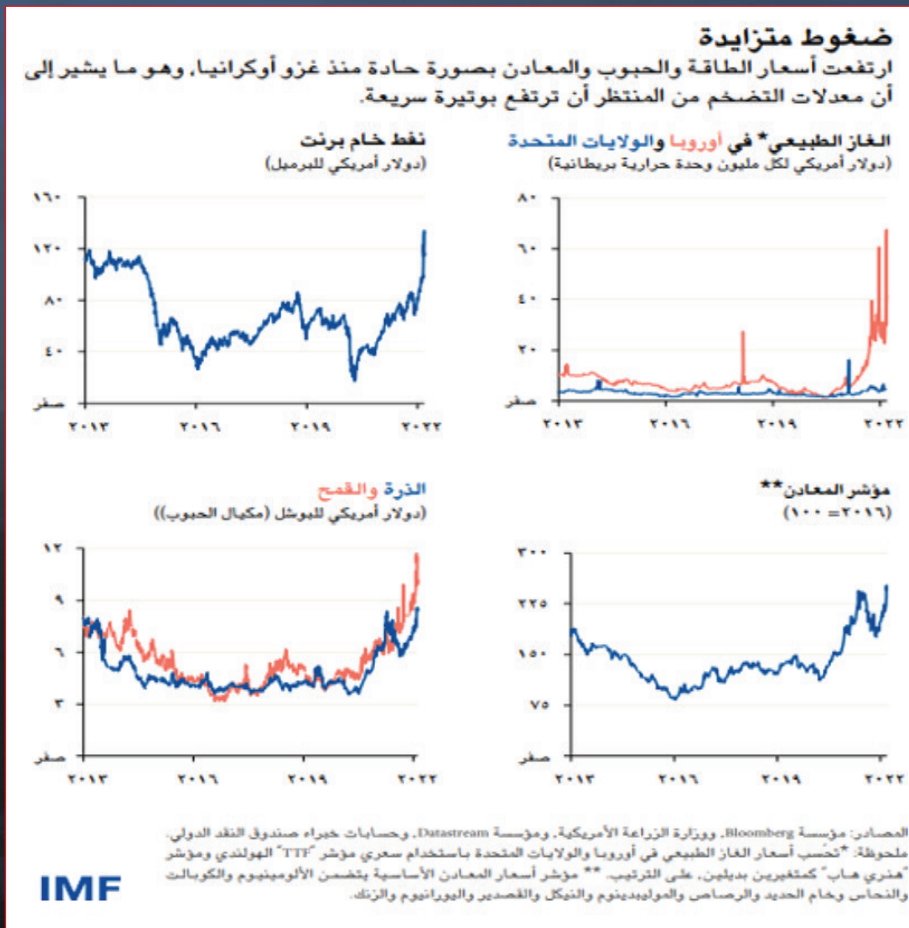 ضغوط متزايدة
ارتفعت أسعار الطاقة والحبوب والمعادن بصورة حادة منذ غزو أوكرانيا، وهو ما يشير إلى
أن معدلات التضخم من المنتظر أن ترتفع بوتيرة سريعة.
الغاز الطبيعي* في أوروبا والولايات المتحدة
(دولار أمريكي لكل مليون وحدة حرارية بريطانية)
٨٠
٦٠
٤٠
٢٠
صفر
٢٠١٣ ٢٠١٦ ٢٠١٩ ٢٠٢٢
نفط خام برنت
(دولار أمريكي للبرميل)
١٦٠
١٢٠
٨٠
٤٠
صفر
٢٠١٣ ٢٠١٦ ٢٠١٩ ٢٠٢٢
مؤشر المعادن**
(٢٠١٦= ١٠٠)
٣٠٠
٢٢٥
١٥٠
٧٥
صفر
٢٠١٣ ٢٠١٦ ٢٠١٩ ٢٠٢٢
الذرة والقمح
(دولار أمريكي للبوشل (مكيال الحبوب))
١٢
٩
٦
٣
صفر
٢٠١٣ ٢٠١٦ ٢٠١٩ ٢٠٢٢
المصادر: مؤسسة Bloomberg، ووزارة الزراعة الأمريكية، ومؤسسة Datastream، وحسابات خبراء صندوق النقد الدولي.
ملحوظة: *تحسب أسعار الغاز الطبيعي في أوروبا والولايات المتحدة باستخدام سعري مؤشر "TTF" الهولندي ومؤشر
"هنري هاب" كمتغيرين بديلين، على الترتيب. ** مؤشر أسعار المعادن الأساسية يتضمن الألومينيوم والكوبالت
والنحاس وخام الحديد والرصاص والموليبدينوم والنيكل والقصدير واليورانيوم والزنك.
IMF